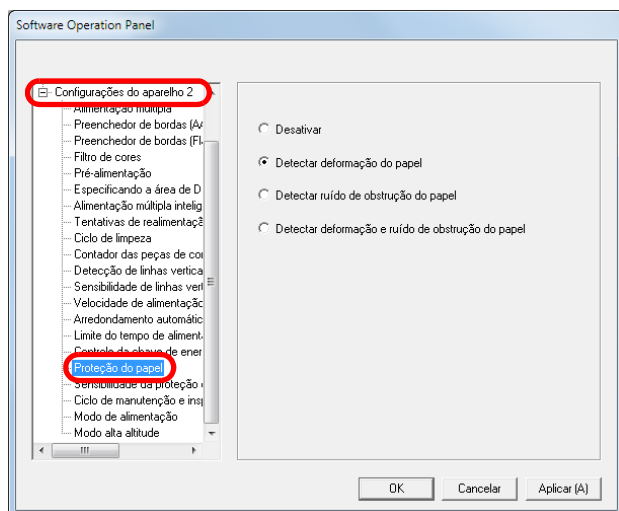 Software Operation Panel
Configurações do aparelho 2
Alimentação múltipla
Preenchedor de bordas (A
Preenchedor de bordas (Fl
Filtro de cores
Pré-alimentação
Especificando a área de D
Alimentação múltipla intelig
Tentativas de realimentaçã
Ciclo de limpeza
Contador das peças de co
Detecção de linhas vertica
Sensibilidade de linhas ver
Velocidade de alimentação
Arredondamento automátic
Limite do tempo de aliment
Controle da chave de ener
Proteção do papel
Sensibilidade da proteção
Ciclo de manutenção e insp
Modo de alimentação
Modo alta altitude
Desativar
Detectar deformação do papel
Detectar ruído de obstrução do papel
Detectar deformação e ruído de obstrução do papel
OK
Cancelar
Aplicar (A)